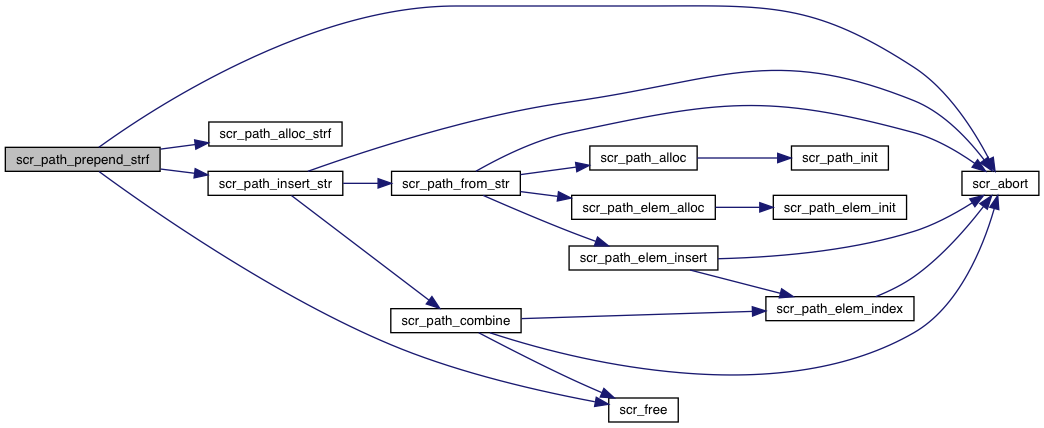 scr_path_prepend_strf
scr_path_alloc_strf
scr_path_insert_str
scr_path_from_str
scr_path_alloc
scr_path_init
scr_path_elem_alloc
scr_path_elem_init
scr_path_elem_insert
scr_path_elem_index
scr_path_combine
scr_free
scr_abort